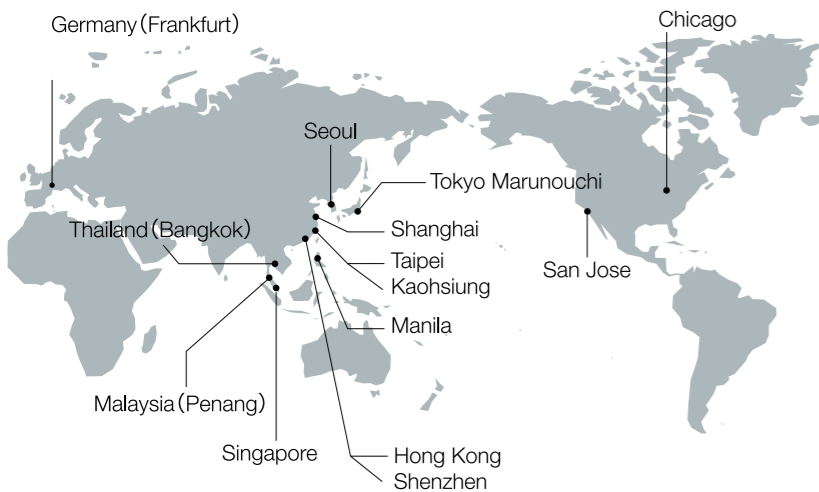 Germany (Frankfurt)
Chicago
Seoul
Tokyo Marunouchi
Thailand (Bangkok)
Shanghai
Taipei
Kaohsiung
San Jose
Manila
Malaysia (Penang)
Singapore
Hong Kong
Shenzhen